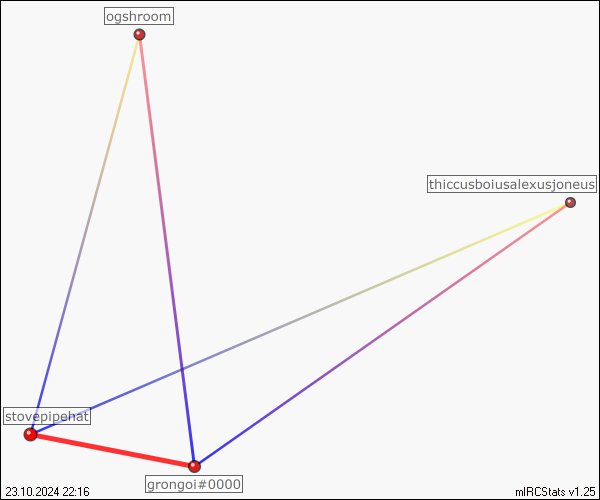 ogshroom
thiccusboiusalexusjoneus
stovepipehat
grongoi#0000
23.10.2024 22:16
mIRCStats v1.25